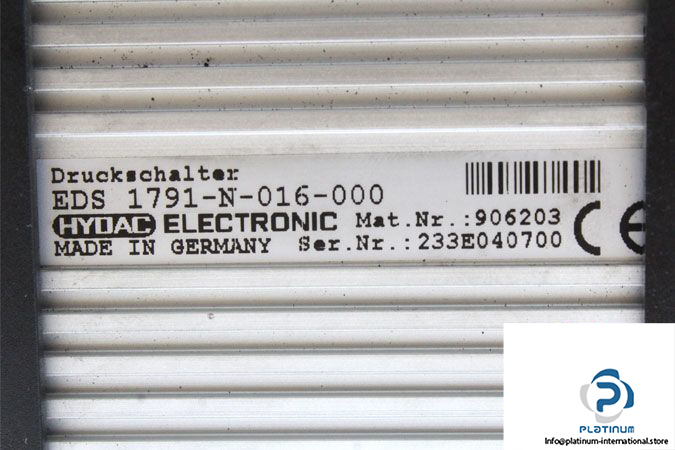 Druckschalter
EDS 1791-N-016-000
HYDAC ELECTRONIC Mat.Nr.:906203
MADE IN GERMANY Ser.Nr.:233E040700
CE
PLATINUM
Info@platinum-international.store